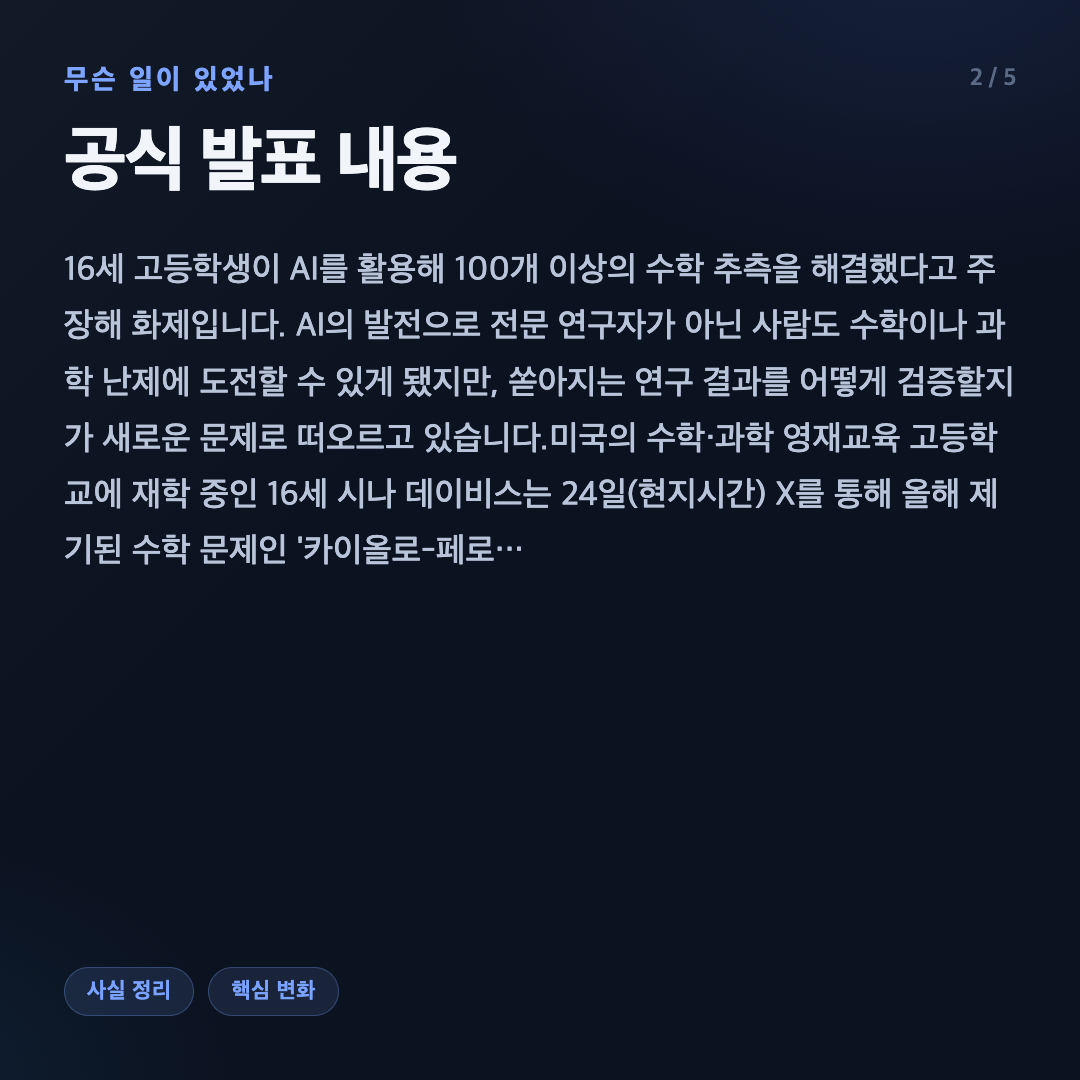 무슨 일이 있었나
2 / 5
공식 발표 내용
16세 고등학생이 AI를 활용해 100개 이상의 수학 추측을 해결했다고 주
장해 화제입니다. AI의 발전으로 전문 연구자가 아닌 사람도 수학이나 과
학 난제에 도전할 수 있게 됐지만, 쏟아지는 연구 결과를 어떻게 검증할지
가 새로운 문제로 떠오르고 있습니다.미국의 수학·과학 영재교육 고등학
교에 재학 중인 16세 시나 데이비스는 24일(현지시간) X를 통해 올해 제
기된 수학 문제인 '카이올로-페로…
사실 정리
핵심 변화